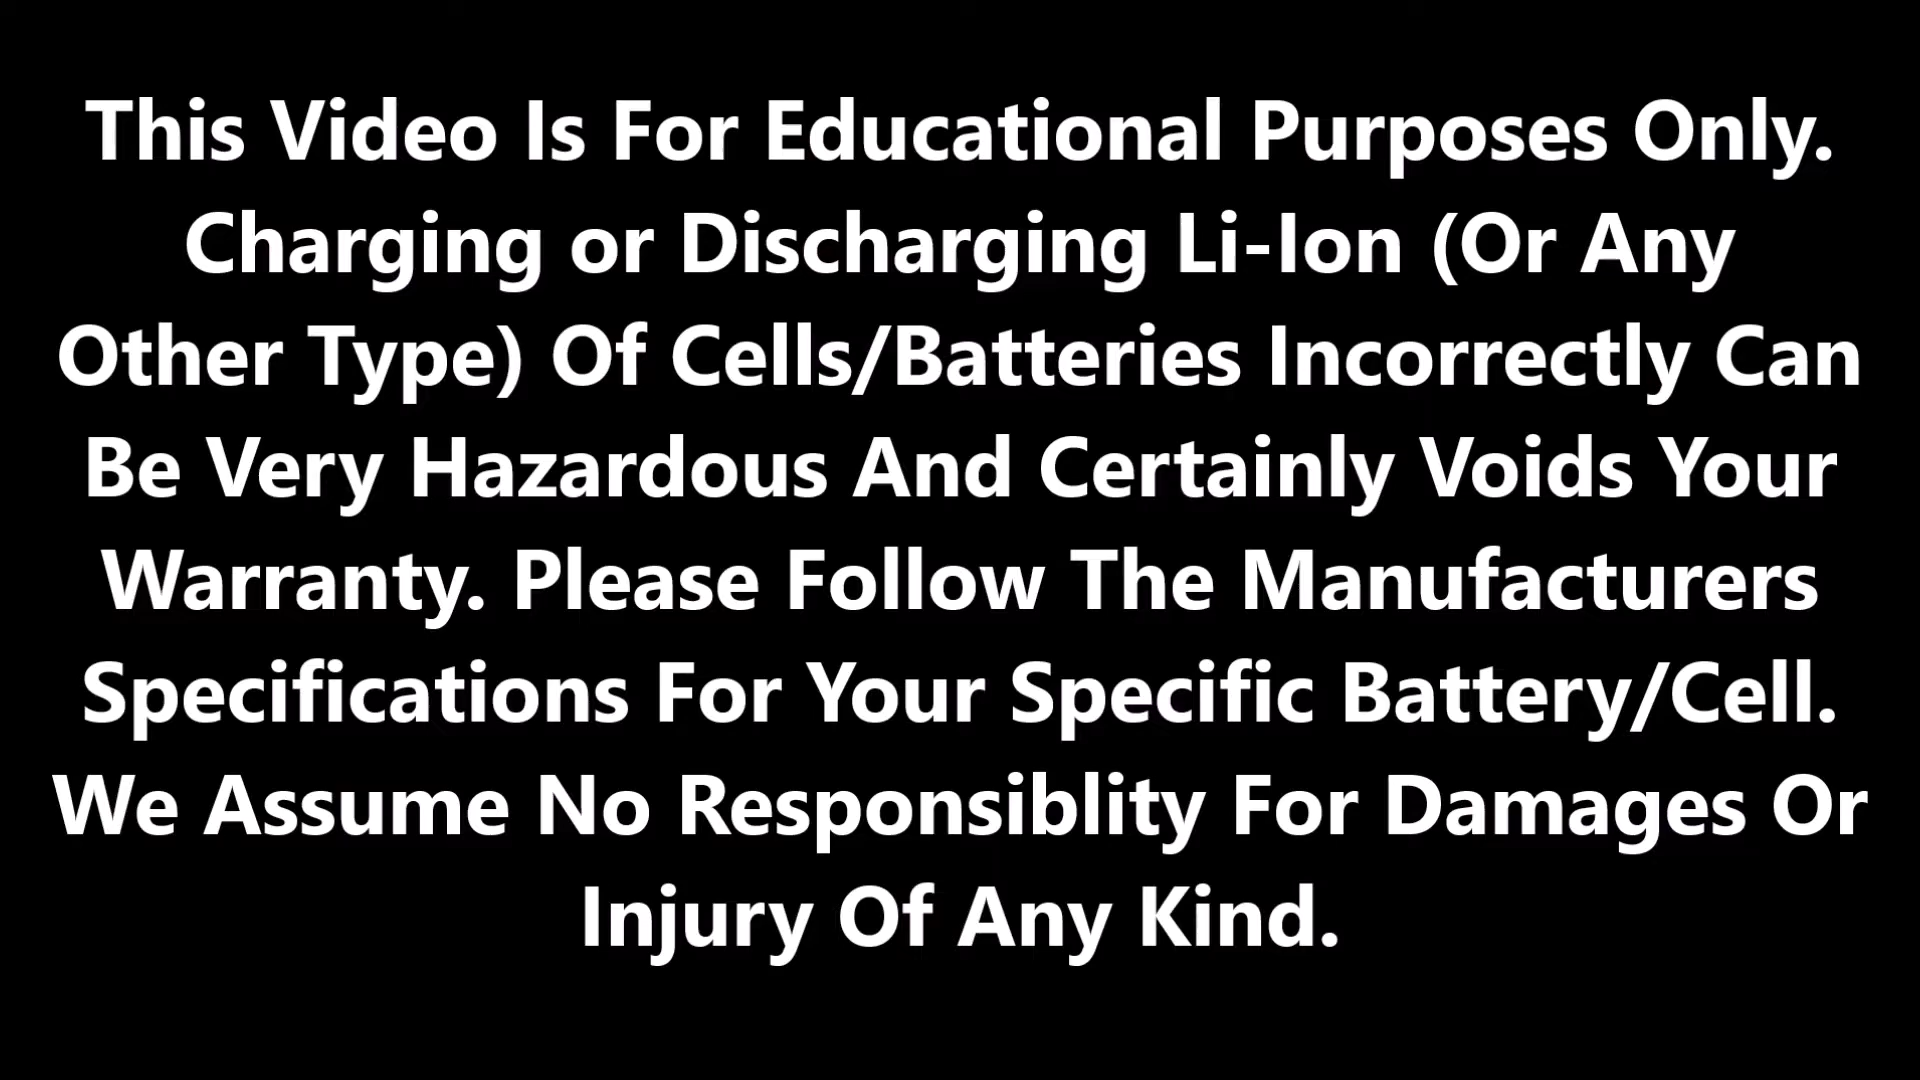 This Video Is For Educational Purposes Only.
Charging or Discharging Li-Ion (Or Any
Other Type) Of Cells/Batteries Incorrectly Can
Be Very Hazardous And Certainly Voids Your
Warranty. Please Follow The Manufacturers
Specifications For Your Specific Battery/Cell.
We Assume No Responsiblity For Damages Or
Injury Of Any Kind.